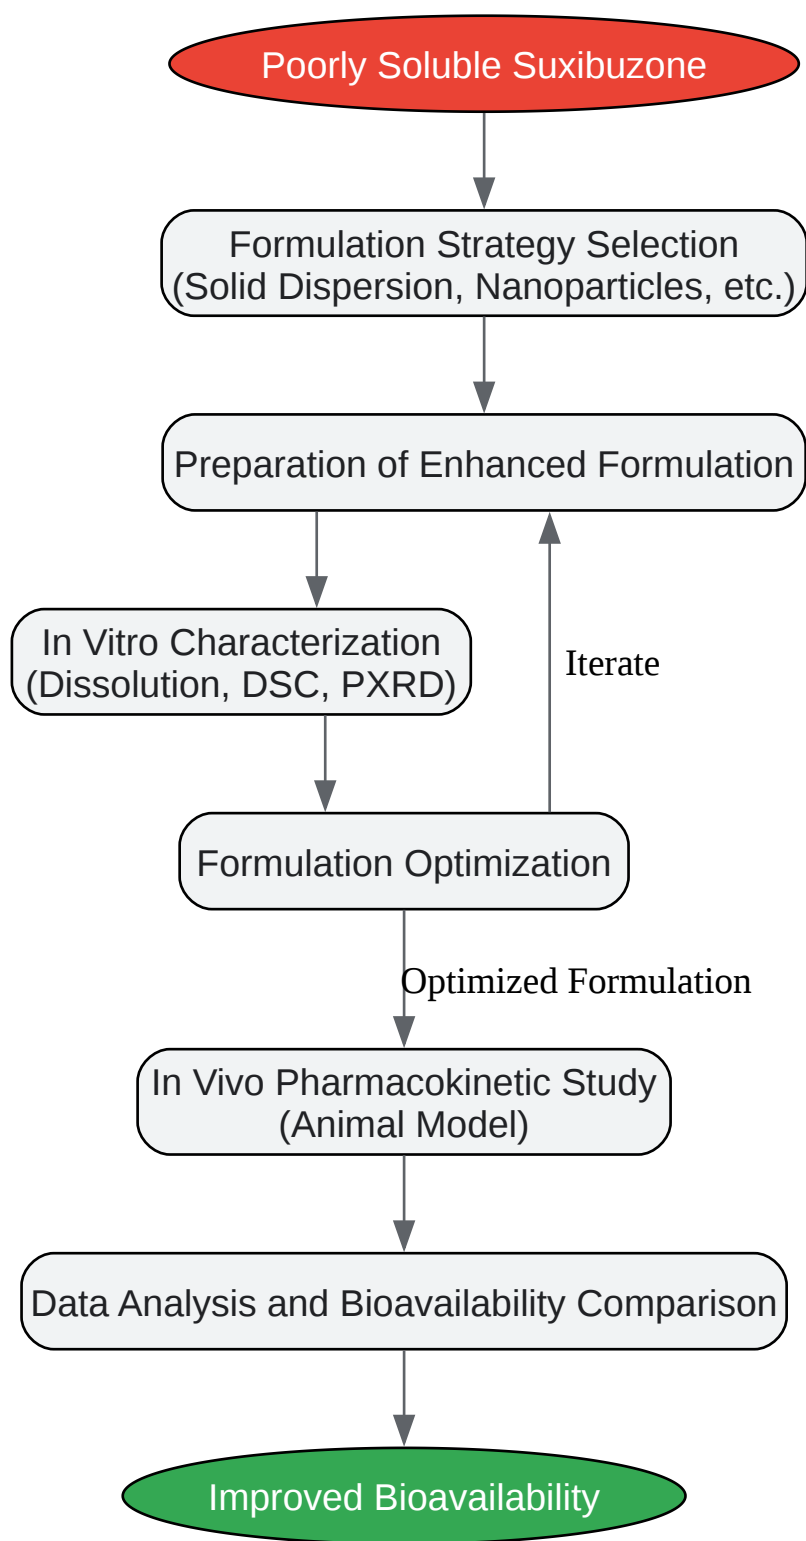 Poorly Soluble Suxibuzone
Formulation Strategy Selection
(Solid Dispersion, Nanoparticles, etc.)
Preparation of Enhanced Formulation
In Vitro Characterization
(Dissolution, DSC, PXRD)
Iterate
Formulation Optimization
Optimized Formulation
In Vivo Pharmacokinetic Study
(Animal Model)
Data Analysis and Bioavailability Comparison
Improved Bioavailability